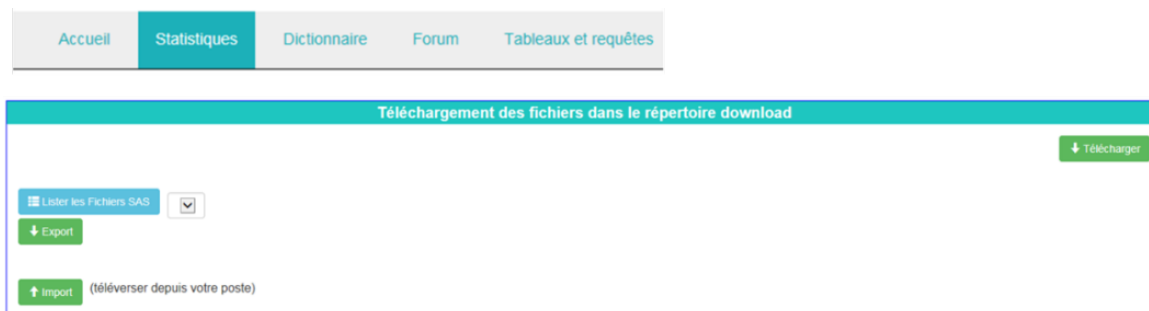 Accueil Statistiques Dictionnaire Forum Tableaux et requêtes
Téléchargement des fichiers dans le répertoire download
Télécharger
Lister les Fichiers SAS
Export
Import (téléverser depuis votre poste)